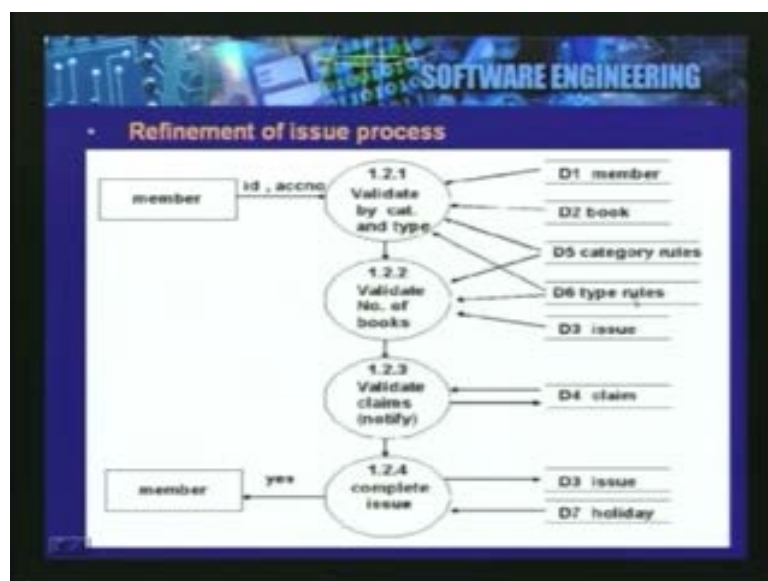 SOFTWARE ENGINEERING
• Refinement of issue process
member
id , accno
1.2.1
Validate
by cat.
and type
D1 member
D2 book
D5 category rules
D6 type rules
D3 issue
1.2.2
Validate
No. of
books
1.2.3
Validate
claims
(notify)
D4 claim
1.2.4
complete
issue
yes
member
D3 issue
D7 holiday